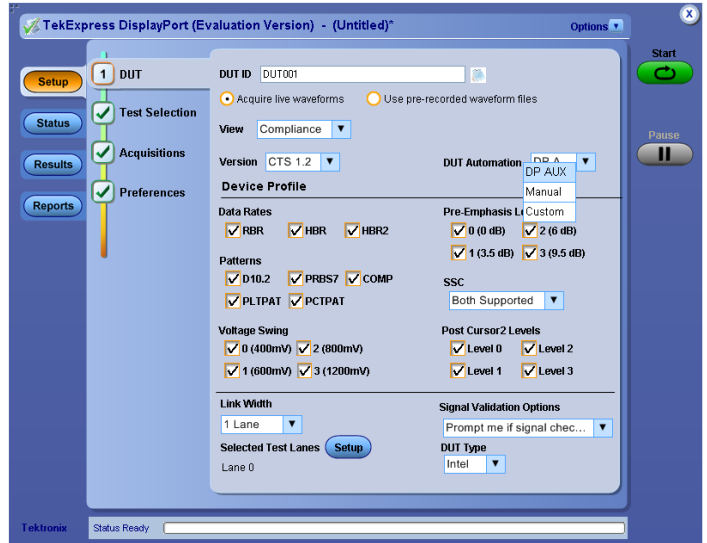 TekExpress DisplayPort (Evaluation Version) - (Untitled)*
Options
X
Start
Setup
1 DUT
DUT ID DUT001
Acquire live waveforms Use pre-recorded waveform files
Status
Test Selection
View Compliance
Pause
Results
Acquisitions
Version CTS 1.2
DUT Automation
DP AUX
Manual
Custom
Reports
Preferences
Device Profile
Data Rates
RBR HBR HBR2
0 (0 dB) 2 (6 dB)
1 (3.5 dB) 3 (9.5 dB)
Patterns
D10.2 PRBS7 COMP
PLTPAT PCTPAT
SSC
Both Supported
Voltage Swing
0 (400mV) 2 (800mV)
1 (600mV) 3 (1200mV)
Post Cursor2 Levels
Level 0 Level 2
Level 1 Level 3
Link Width
1 Lane
Signal Validation Options
Prompt me if signal chec...
Selected Test Lanes Setup
Lane 0
DUT Type
Intel
Tektronix
Status Ready